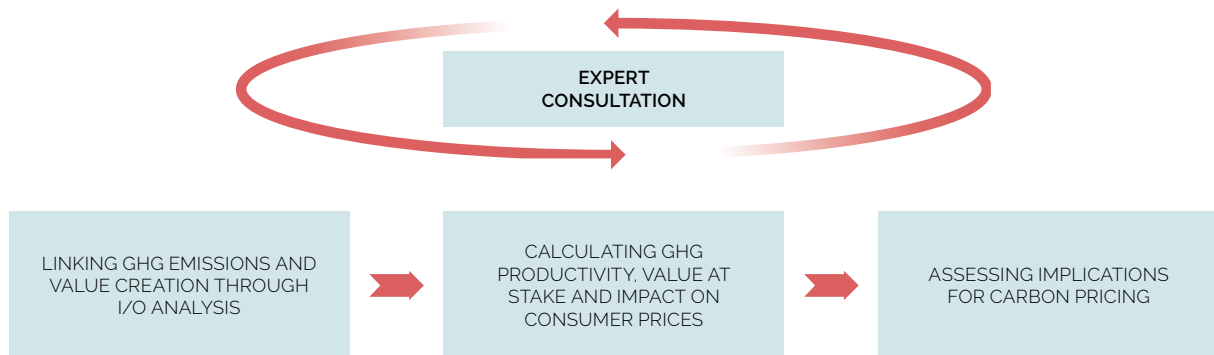 EXPERT
CONSULTATION
LINKING GHG EMISSIONS AND
VALUE CREATION THROUGH
I/O ANALYSIS
CALCULATING GHG
PRODUCTIVITY, VALUE AT
STAKE AND IMPACT ON
CONSUMER PRICES
ASSESSING IMPLICATIONS
FOR CARBON PRICING